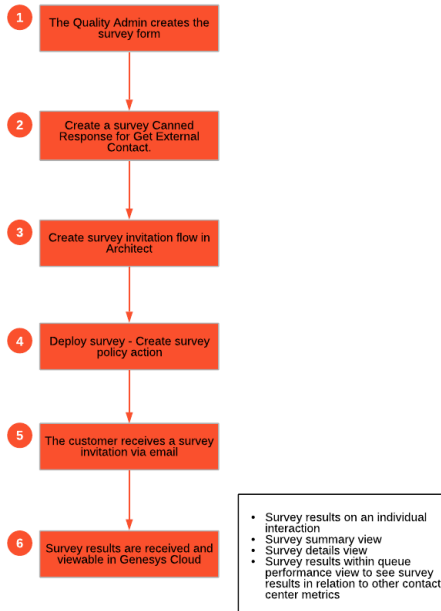 1
The Quality Admin creates the
survey form
2
Create a survey Canned
Response for Get External
Contact.
3
Create survey invitation flow in
Architect
4
Deploy survey - Create survey
policy action
5
The customer receives a survey
invitation via email
6
Survey results are received and
viewable in Genesys Cloud
• Survey results on an individual
interaction
• Survey summary view
• Survey details view
• Survey results within queue
performance view to see survey
results in relation to other contact
center metrics